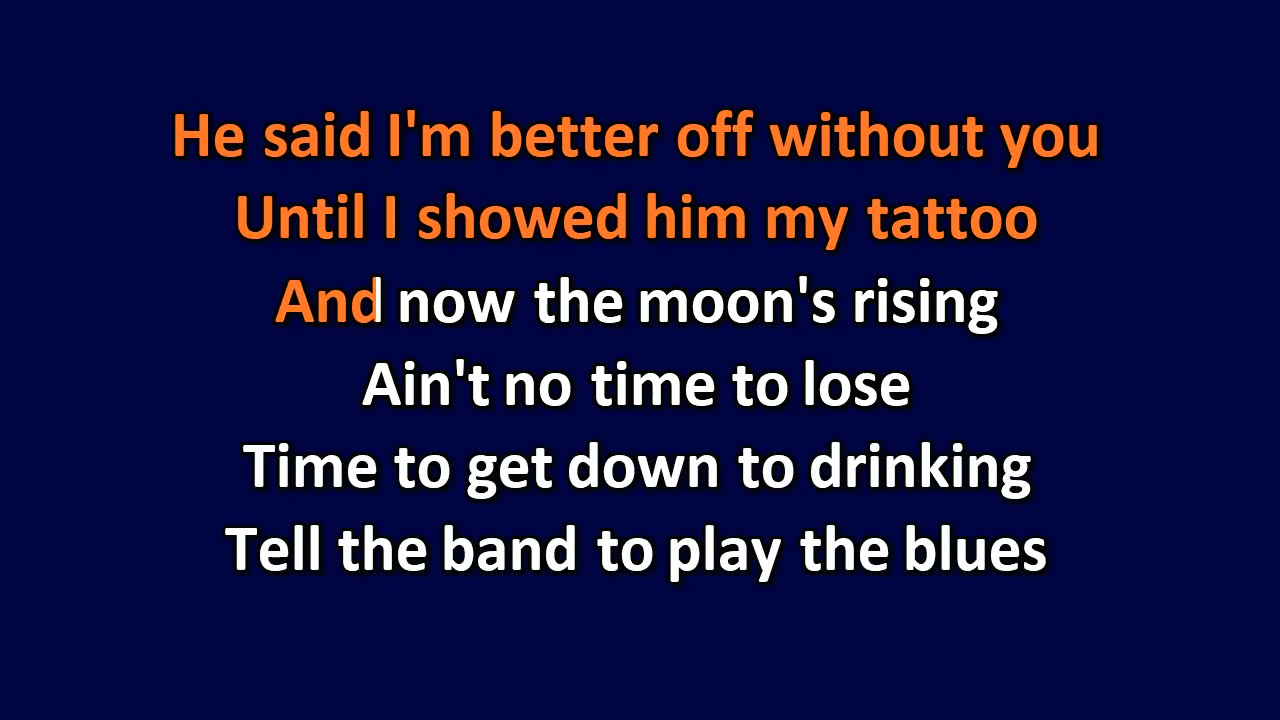 He said I'm better off without you
Until I showed him my tattoo
And now the moon's rising
Ain't no time to lose
Time to get down to drinking
Tell the band to play the blues